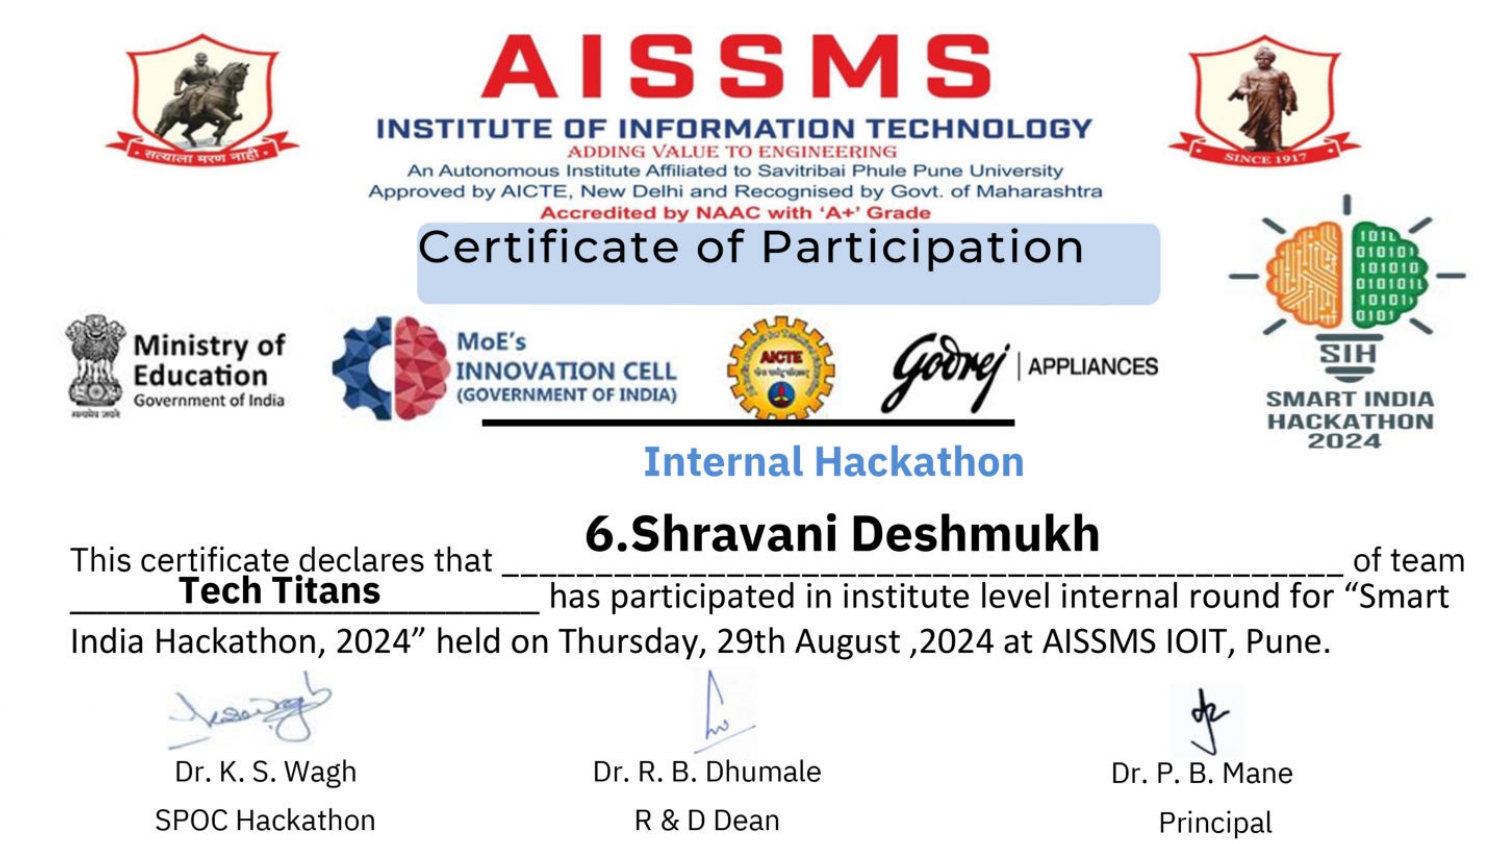 AISSMS
INSTITUTE OF INFORMATION TECHNOLOGY
ADDING VALUE TO ENGINEERING
An Autonomous Institute Affiliated to Savitribai Phule Pune University
Approved by AICTE, New Delhi and Recognised by Govt. of Maharashtra
Accredited by NAAC with ‘A+’ Grade
सत्याला मरण नाही
SINCE 1917
Certificate of Participation
Ministry of
Education
Government of India
सत्यमेव जयते
MoE's
INNOVATION CELL
(GOVERNMENT OF INDIA)
AICTE
Godrej | APPLIANCES
SIH
SMART INDIA
HACKATHON
2024
Internal Hackathon
This certificate declares that 6.Shravani Deshmukh of team
Tech Titans has participated in institute level internal round for “Smart
India Hackathon, 2024” held on Thursday, 29th August ,2024 at AISSMS IOIT, Pune.
Dr. K. S. Wagh
SPOC Hackathon
Dr. R. B. Dhumale
R & D Dean
Dr. P. B. Mane
Principal